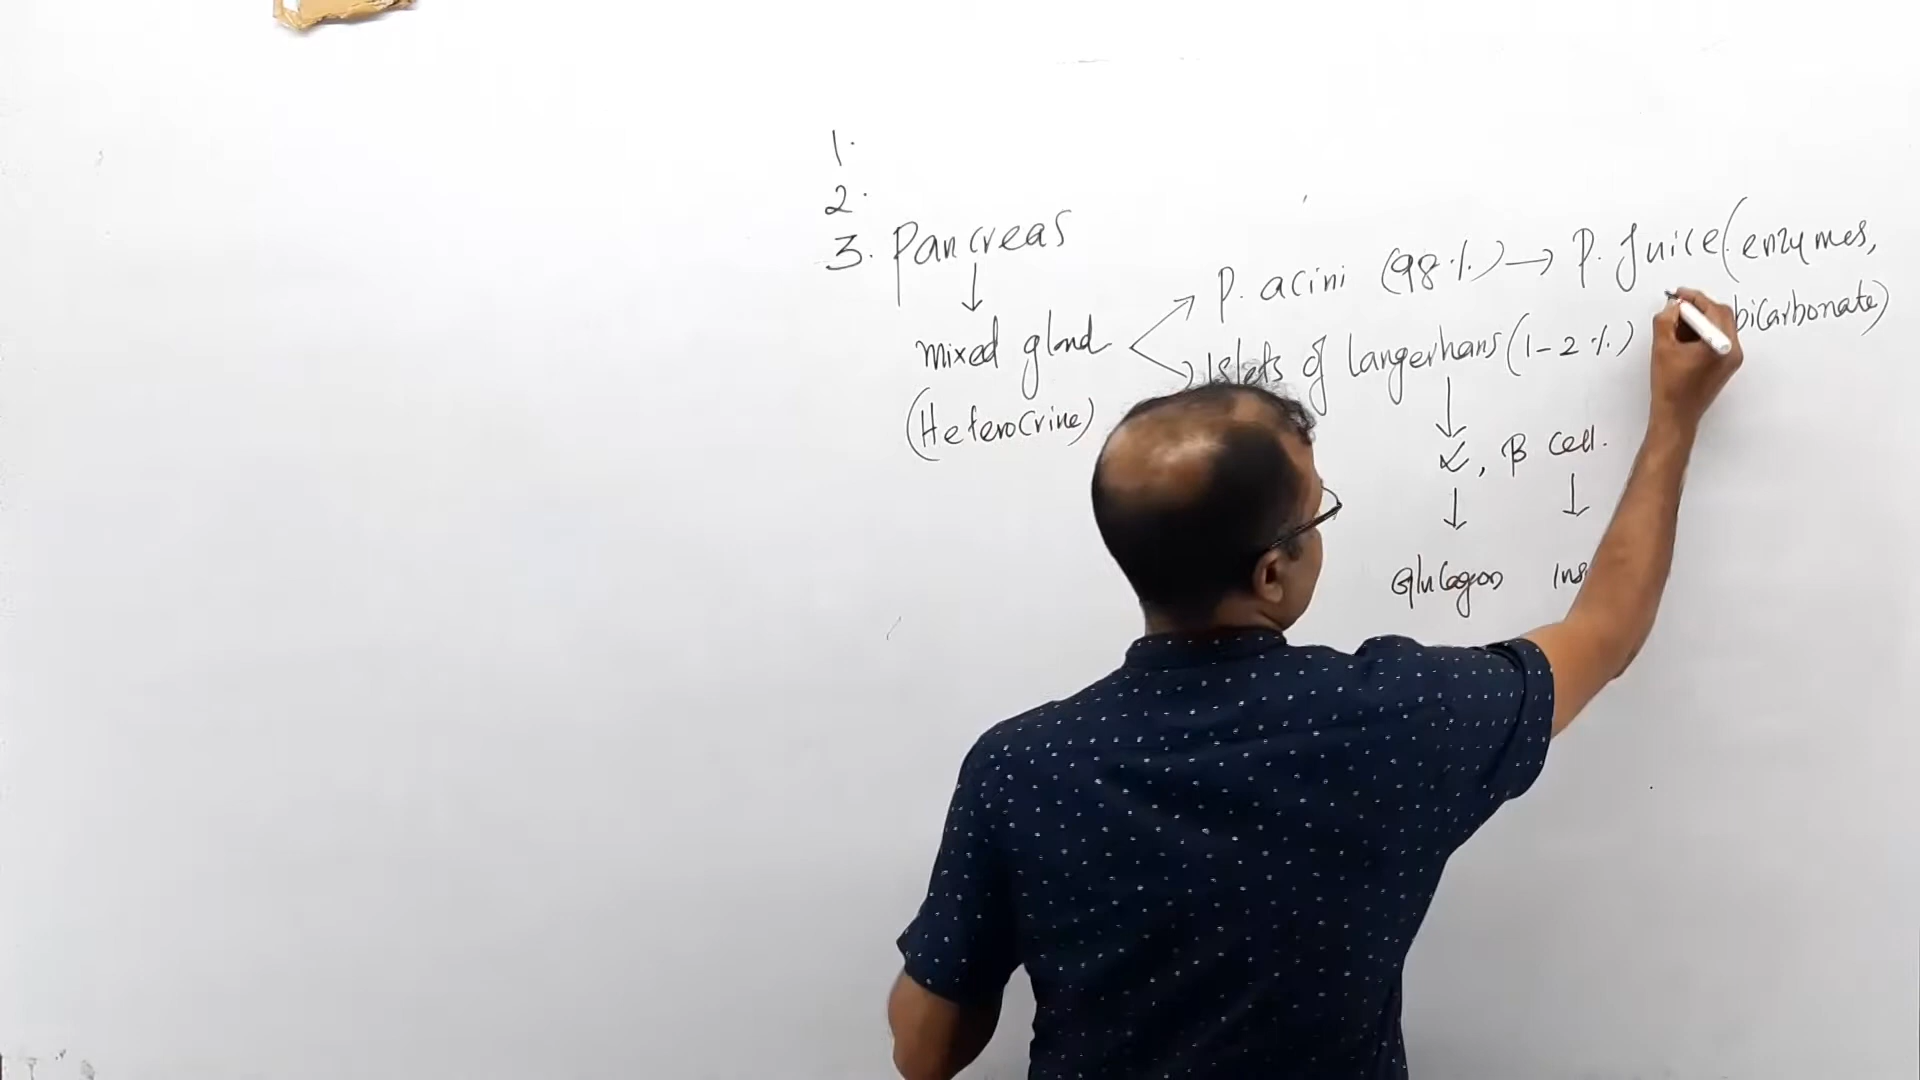 1.
2.
3. Pancreas
↓
mixed gland
(Heterocrine)
P. acini (98%) → P. Juice (enzymes,
bicarbonate)
Islets of langerhans (1-2%)
↓
α, β cell.
↓ ↓
Glucagon Ins